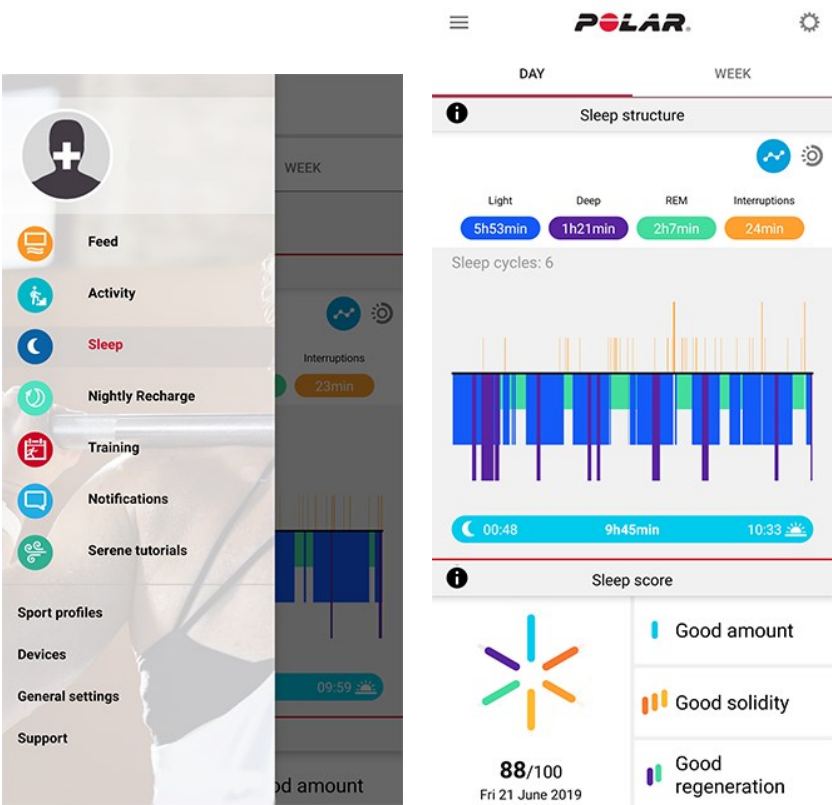 WEEK
Feed
Activity
Sleep
Interruptions
23min
Nightly Recharge
Training
Notifications
Serene tutorials
Sport profiles
Devices
General settings
09:59
Support
od amount
POLAR.
DAY
WEEK
Sleep structure
Light
Deep
REM
Interruptions
5h53min
1h21min
2h7min
24min
Sleep cycles: 6
00:48
9h45min
10:33
Sleep score
Good amount
Good solidity
88/100
Fri 21 June 2019
Good
regeneration